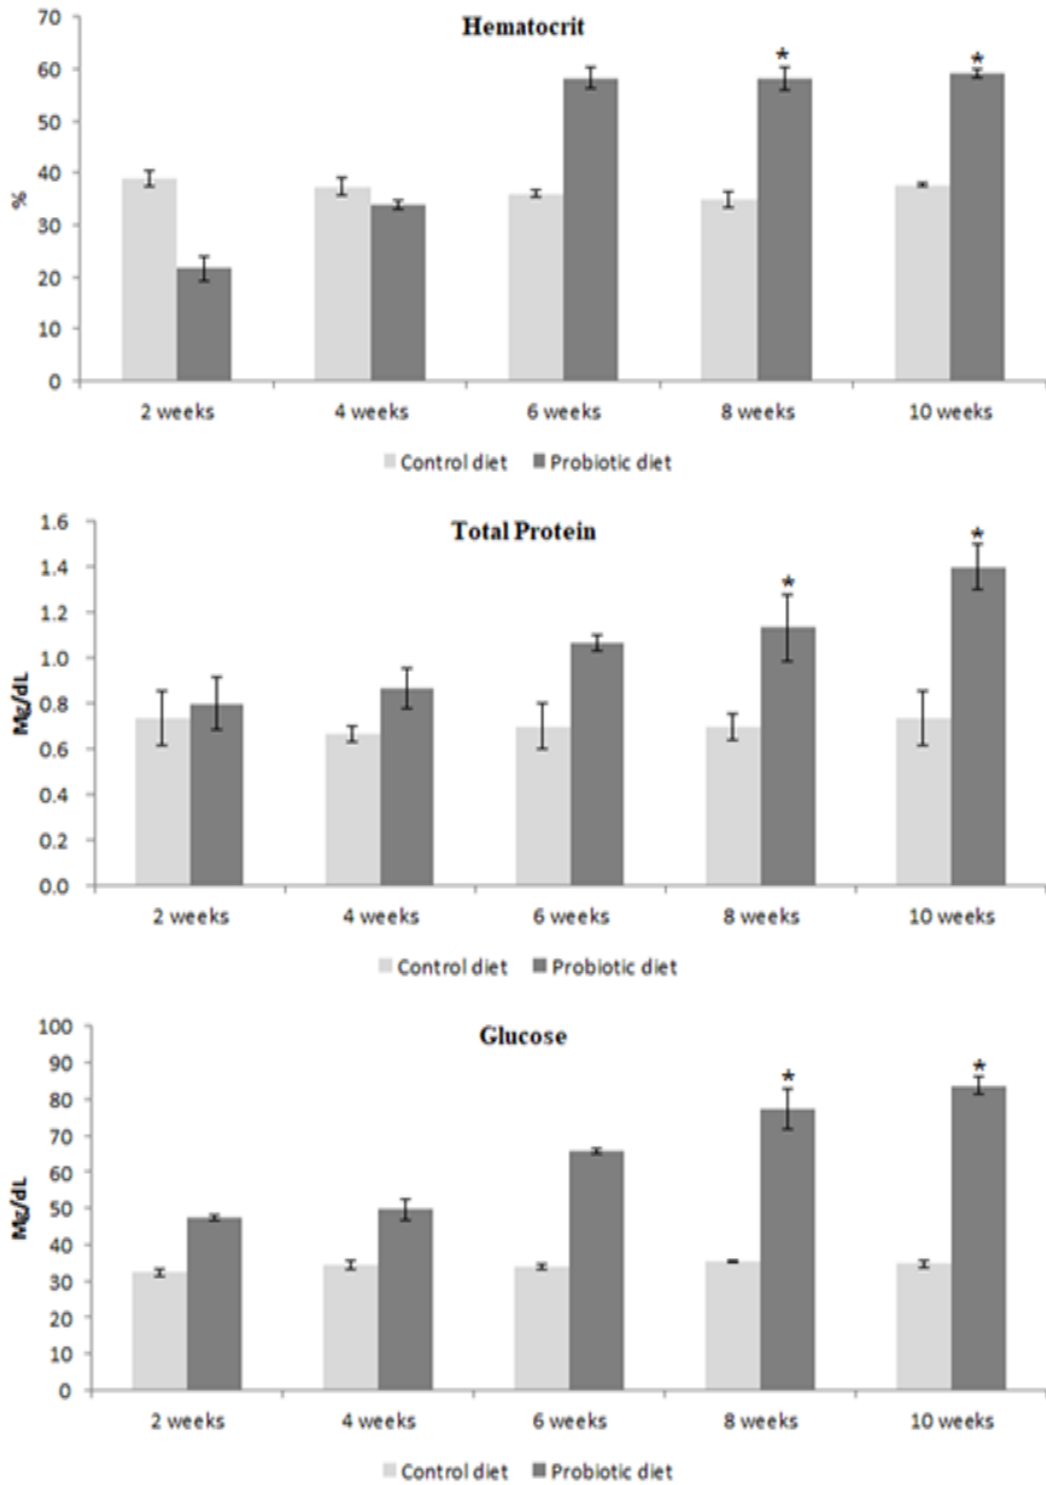 Hematocrit
70
60
50
40
30
20
10
0
%
* *
2 weeks 4 weeks 6 weeks 8 weeks 10 weeks
Control diet Probiotic diet
Total Protein
1.6
1.4
1.2
1.0
0.8
0.6
0.4
0.2
0.0
Mg/dL
* *
2 weeks 4 weeks 6 weeks 8 weeks 10 weeks
Control diet Probiotic diet
Glucose
100
90
80
70
60
50
40
30
20
10
0
Mg/dL
* *
2 weeks 4 weeks 6 weeks 8 weeks 10 weeks
Control diet Probiotic diet